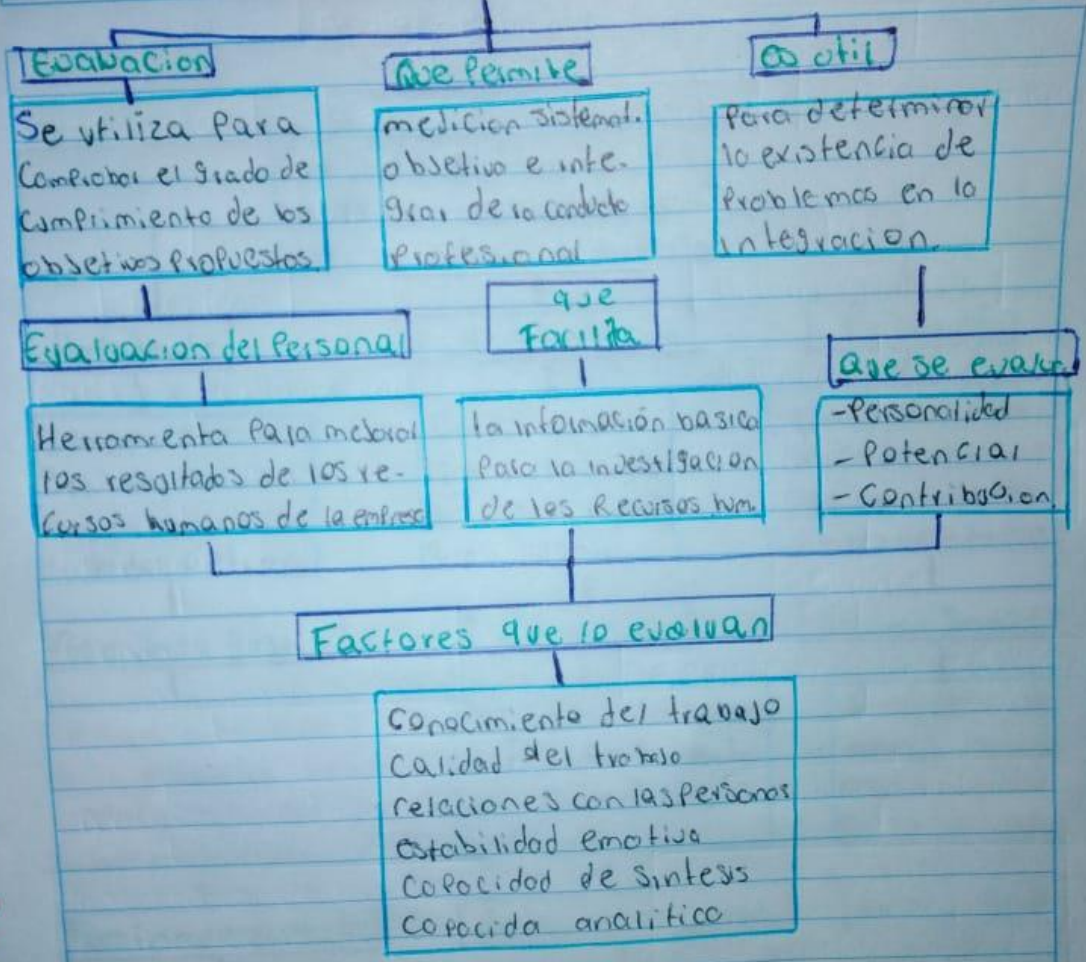 Evaluacion
Se utiliza para
Comprobar el grado de
Cumplimiento de los
objetivos propuestos.
Que Permite
medicion sistemat.
objetivo e inte-
gral de la conducta
profesional
es util
Para determinar
la existencia de
Problemas en la
integracion.
Evaluacion del Personal
Herramienta Para mejorar
los resultados de los re-
cursos humanos de la empresa
que
Facilita
la información basica
Para la investigacion
de los Recursos hum.
Que se evalua
-Personalidad
-Potencial
-Contribucion
Factores que lo evaluan
conocimiento del trabajo
Calidad del trabajo
relaciones con las personas
estabilidad emotiva
Capacidad de Sintesis
Capacida analitica